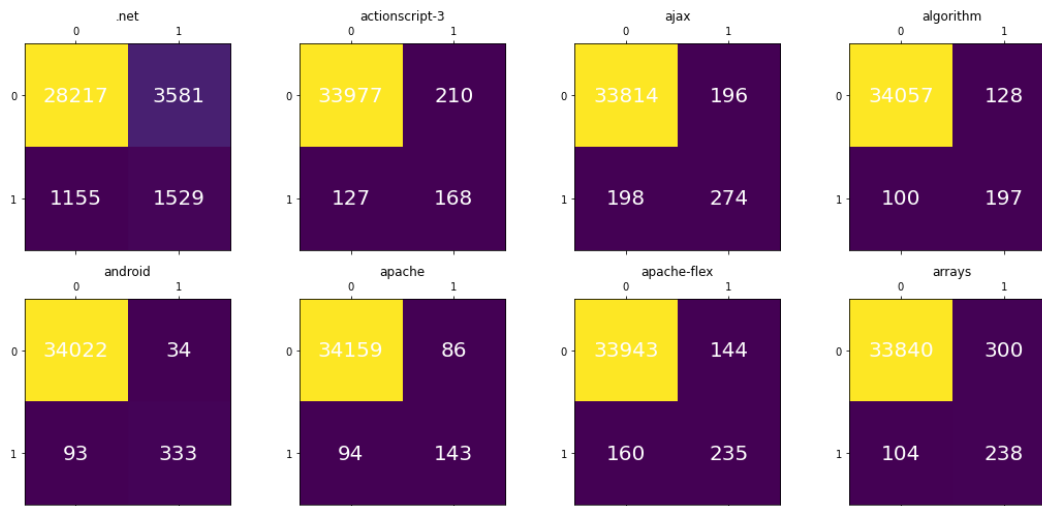 .net actionscript-3 ajax algorithm
0 1 0 1 0 1 0 1
0 28217 3581 0 33977 210 0 33814 196 0 34057 128
1 1155 1529 1 127 168 1 198 274 1 100 197
android apache apache-flex arrays
0 1 0 1 0 1 0 1
0 34022 34 0 34159 86 0 33943 144 0 33840 300
1 93 333 1 94 143 1 160 235 1 104 238